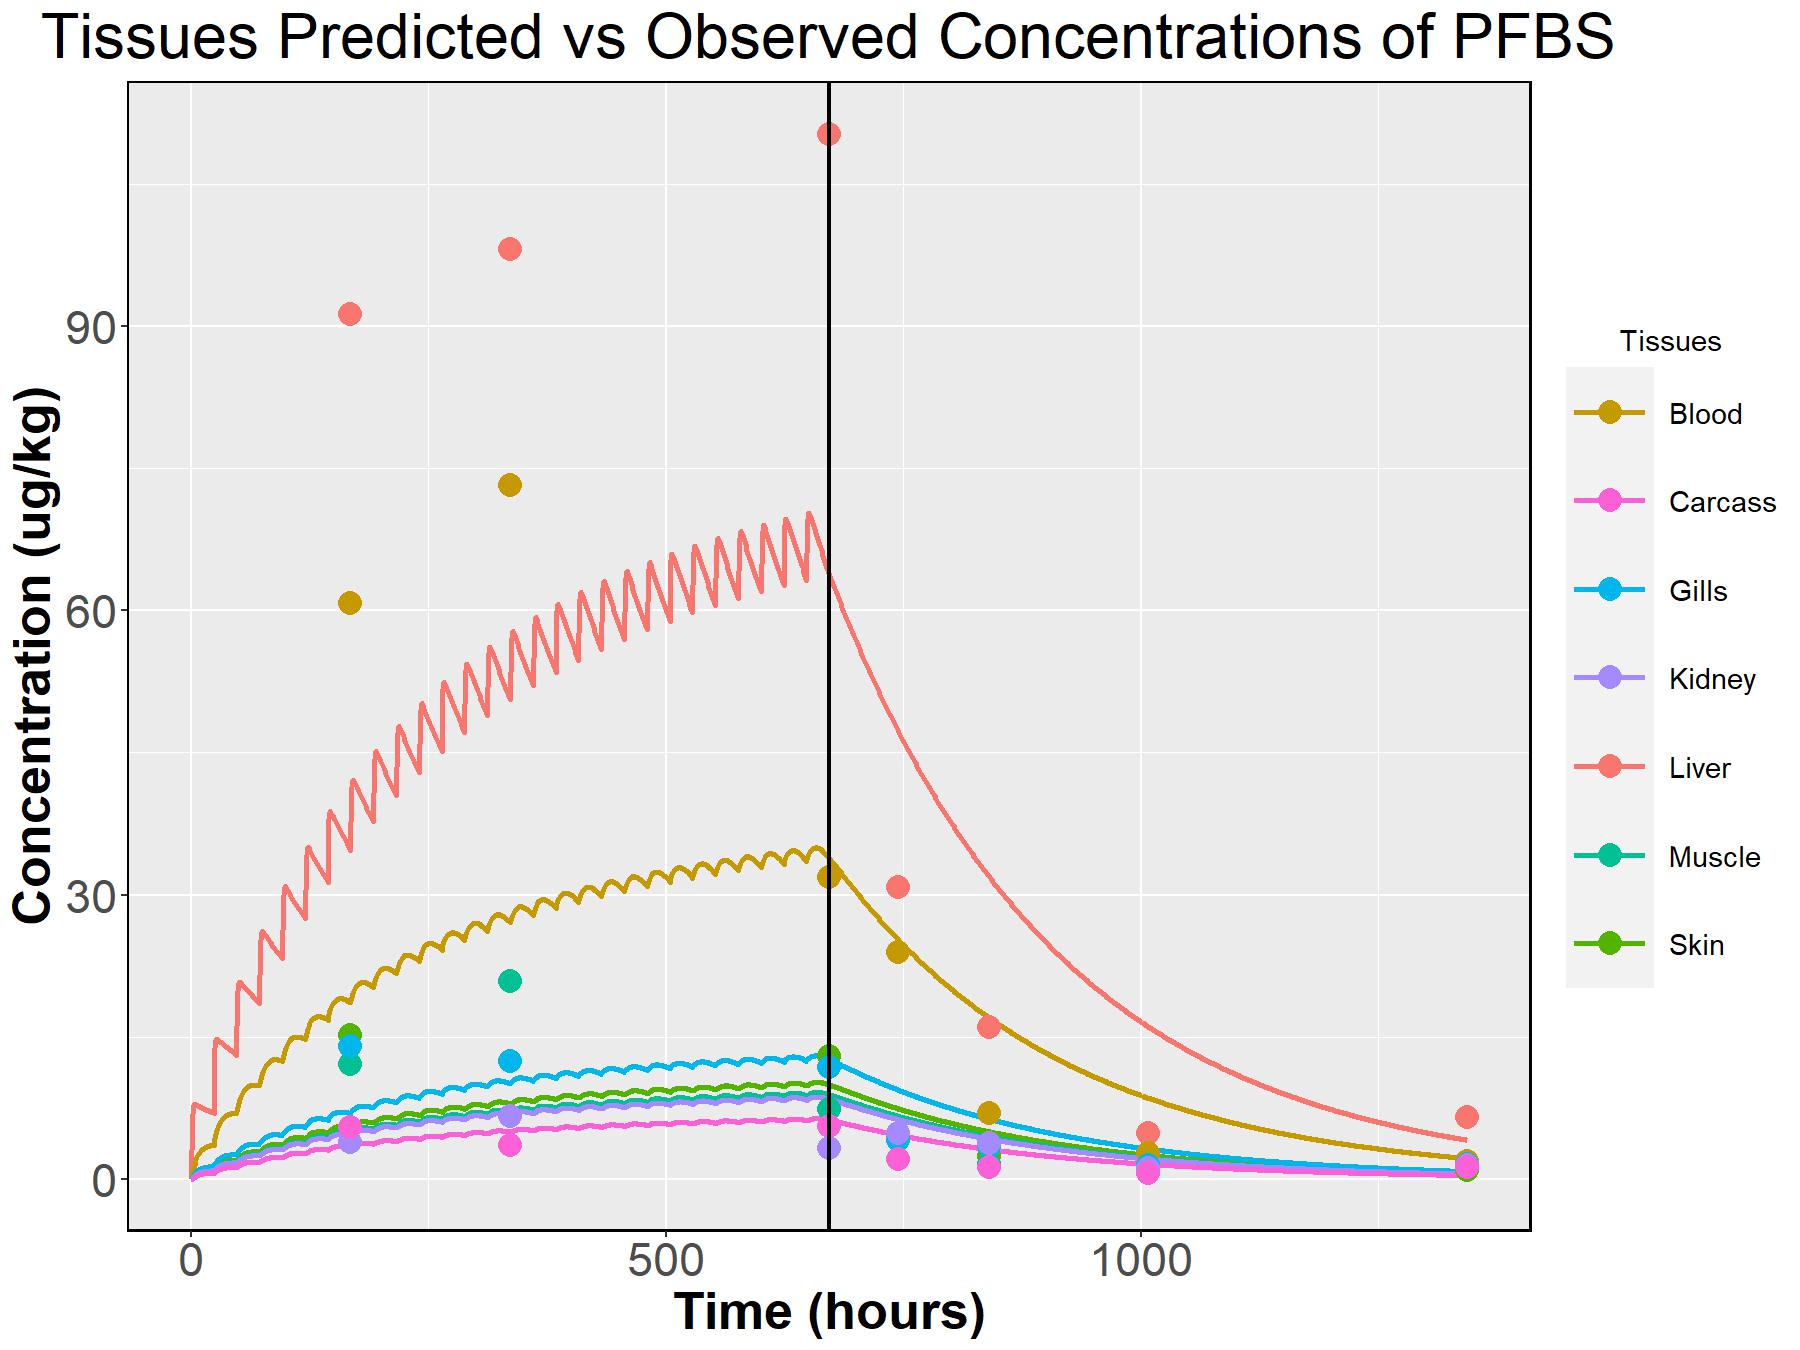 Tissues Predicted vs Observed Concentrations of PFBS
Concentration (ug/kg)
90
60
30
0
0
500
1000
Time (hours)
Tissues
Blood
Carcass
Gills
Kidney
Liver
Muscle
Skin